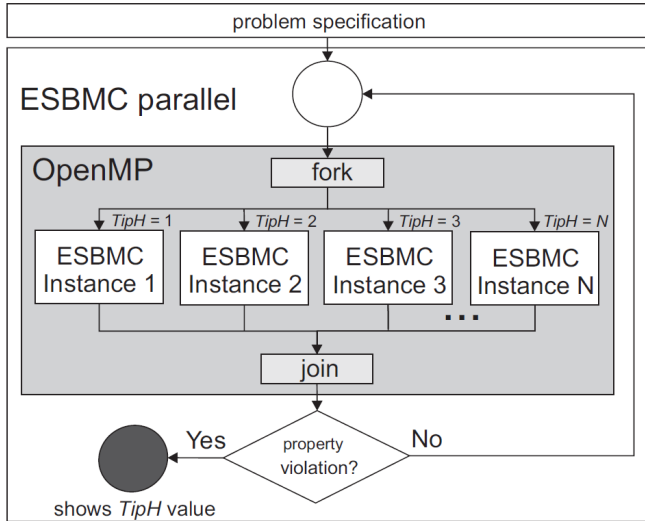 problem specification
ESBMC parallel
OpenMP
fork
TipH = 1
TipH = 2
TipH = 3
TipH = N
ESBMC
Instance 1
ESBMC
Instance 2
ESBMC
Instance 3
ESBMC
Instance N
...
join
Yes
property
violation?
No
shows TipH value